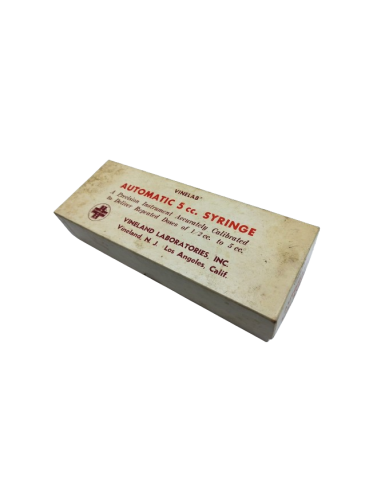 VINELAB®
AUTOMATIC 5 cc. SYRINGE
A Precision Instrument Accurately Calibrated
to Deliver Repeated Doses of 1/2 cc. to 5 cc.
VINELAND LABORATORIES, INC.
Vineland, N. J. Los Angeles, Calif.